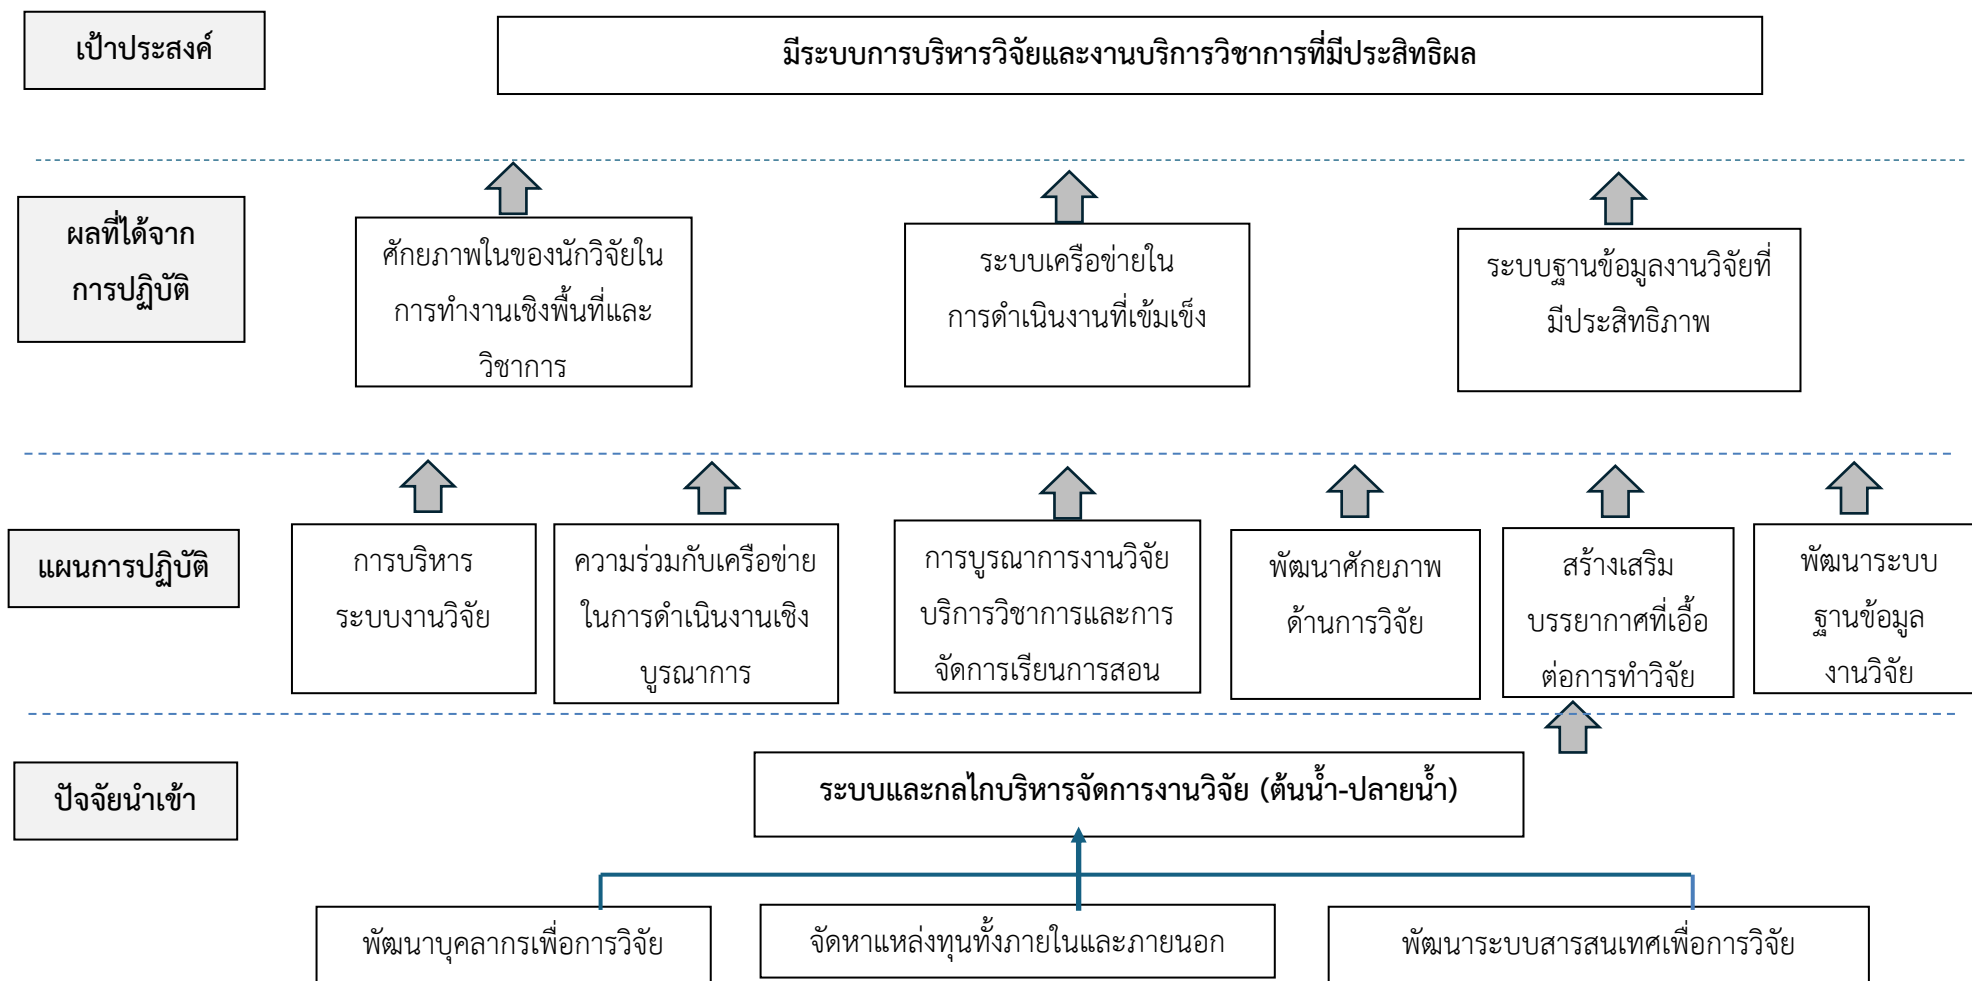 เป้าประสงค์
มีระบบการบริหารวิจัยและงานบริการวิชาการที่มีประสิทธิผล
ผลที่ได้จาก
การปฏิบัติ
ศักยภาพในของนักวิจัยใน
การทำงานเชิงพื้นที่และ
วิชาการ
ระบบเครือข่ายใน
การดำเนินงานที่เข้มเข็ง
ระบบฐานข้อมูลงานวิจัยที่
มีประสิทธิภาพ
แผนการปฏิบัติ
การบริหาร
ระบบงานวิจัย
ความร่วมกับเครือข่าย
ในการดำเนินงานเชิง
บูรณาการ
การบูรณาการงานวิจัย
บริการวิชาการและการ
จัดการเรียนการสอน
พัฒนาศักยภาพ
ด้านการวิจัย
สร้างเสริม
บรรยากาศที่เอื้อ
ต่อการทำวิจัย
พัฒนาระบบ
ฐานข้อมูล
งานวิจัย
ปัจจัยนำเข้า
ระบบและกลไกบริหารจัดการงานวิจัย (ต้นน้ำ-ปลายน้ำ)
พัฒนาบุคลากรเพื่อการวิจัย
จัดหาแหล่งทุนทั้งภายในและภายนอก
พัฒนาระบบสารสนเทศเพื่อการวิจัย